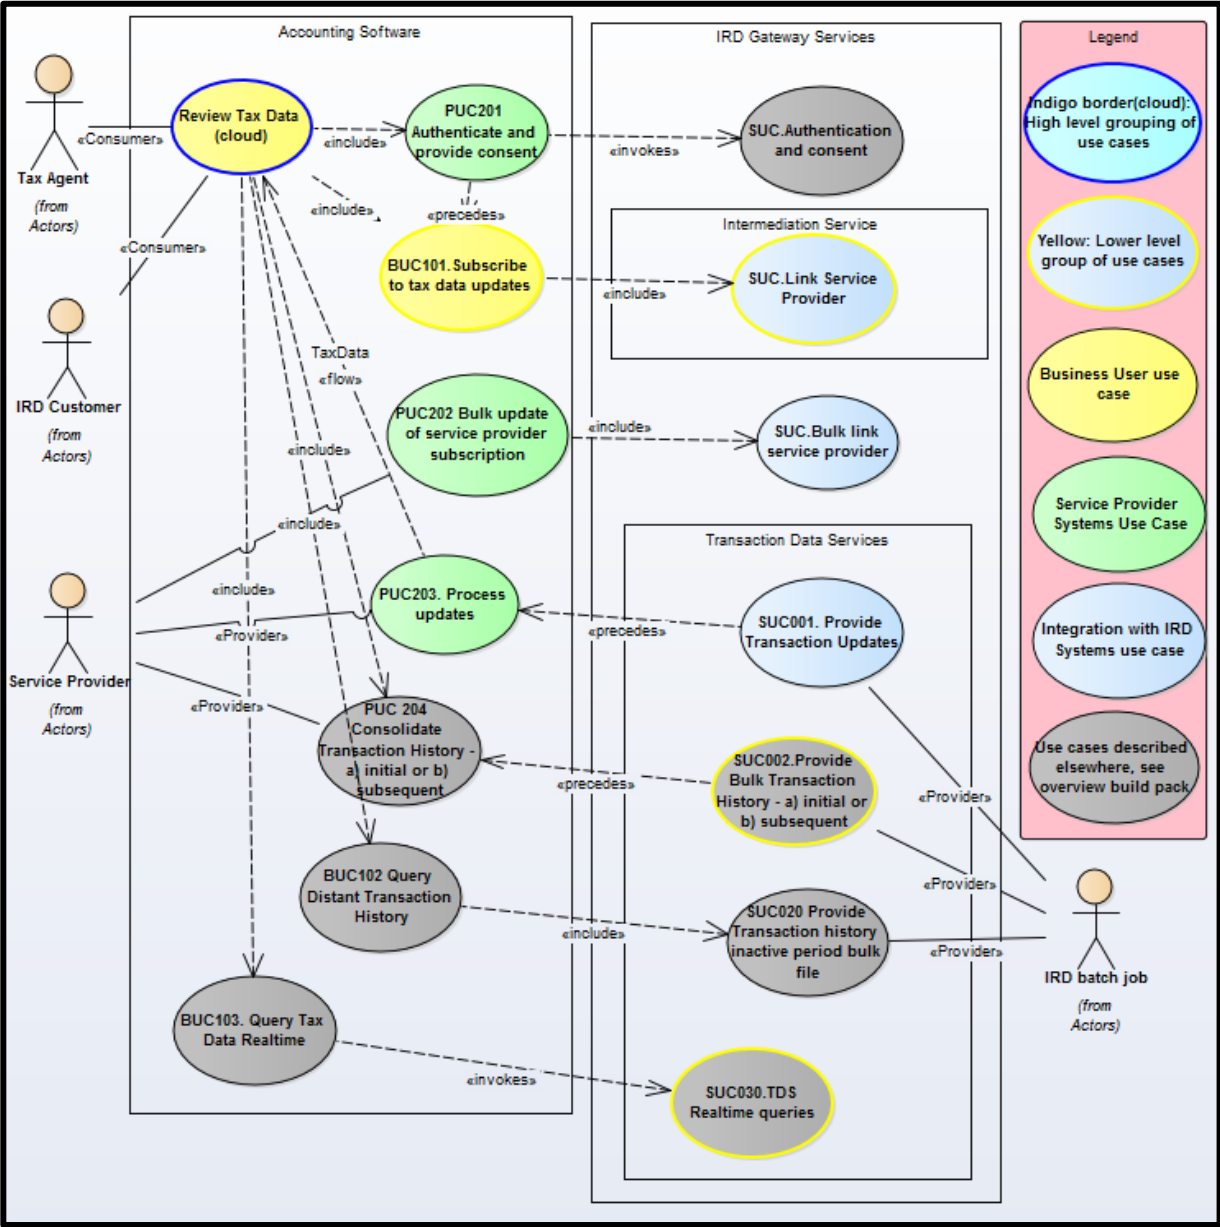 Accounting Software
IRD Gateway Services
Legend
Tax Agent
(from
Actors)
«Consumer»
Review Tax Data
(cloud)
«include»
PUC201
Authenticate and
provide consent
«invokes»
SUC.Authentication
and consent
Indigo border(cloud):
High level grouping of
use cases
«Consumer»
«include»
«precedes»
Intermediation Service
BUC101.Subscribe
to tax data updates
«include»
SUC.Link Service
Provider
Yellow: Lower level
group of use cases
IRD Customer
(from
Actors)
TaxData
«flow»
Business User use
case
PUC202 Bulk update
of service provider
subscription
«include»
SUC.Bulk link
service provider
«include»
«include»
Service Provider
Systems Use Case
Transaction Data Services
«include»
PUC203. Process
updates
«precedes»
SUC001. Provide
Transaction Updates
Integration with IRD
Systems use case
«Provider»
Service Provider
(from
Actors)
«Provider»
PUC 204
Consolidate
Transaction History -
a) initial or b)
subsequent
«precedes»
SUC002.Provide
Bulk Transaction
History - a) initial or
b) subsequent
Use cases described
elsewhere, see
overview build pack
«Provider»
BUC102 Query
Distant Transaction
History
«include»
SUC020 Provide
Transaction history
inactive period bulk
file
«Provider»
«Provider»
IRD batch job
(from
Actors)
BUC103. Query Tax
Data Realtime
«invokes»
SUC030.TDS
Realtime queries